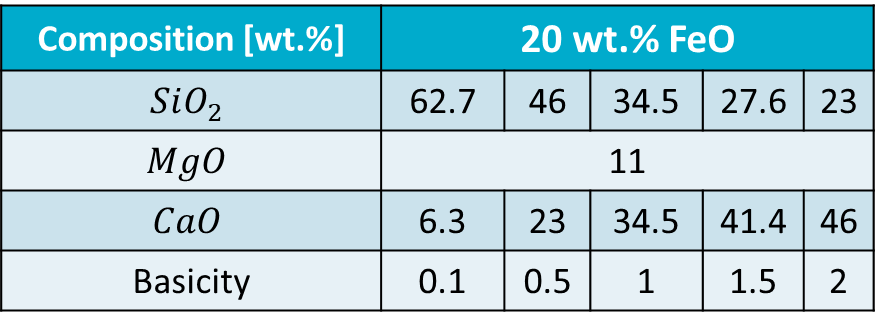 Composition [wt.%] 20 wt.% FeO
SiO₂ 62.7 46 34.5 27.6 23
MgO 11
CaO 6.3 23 34.5 41.4 46
Basicity 0.1 0.5 1 1.5 2